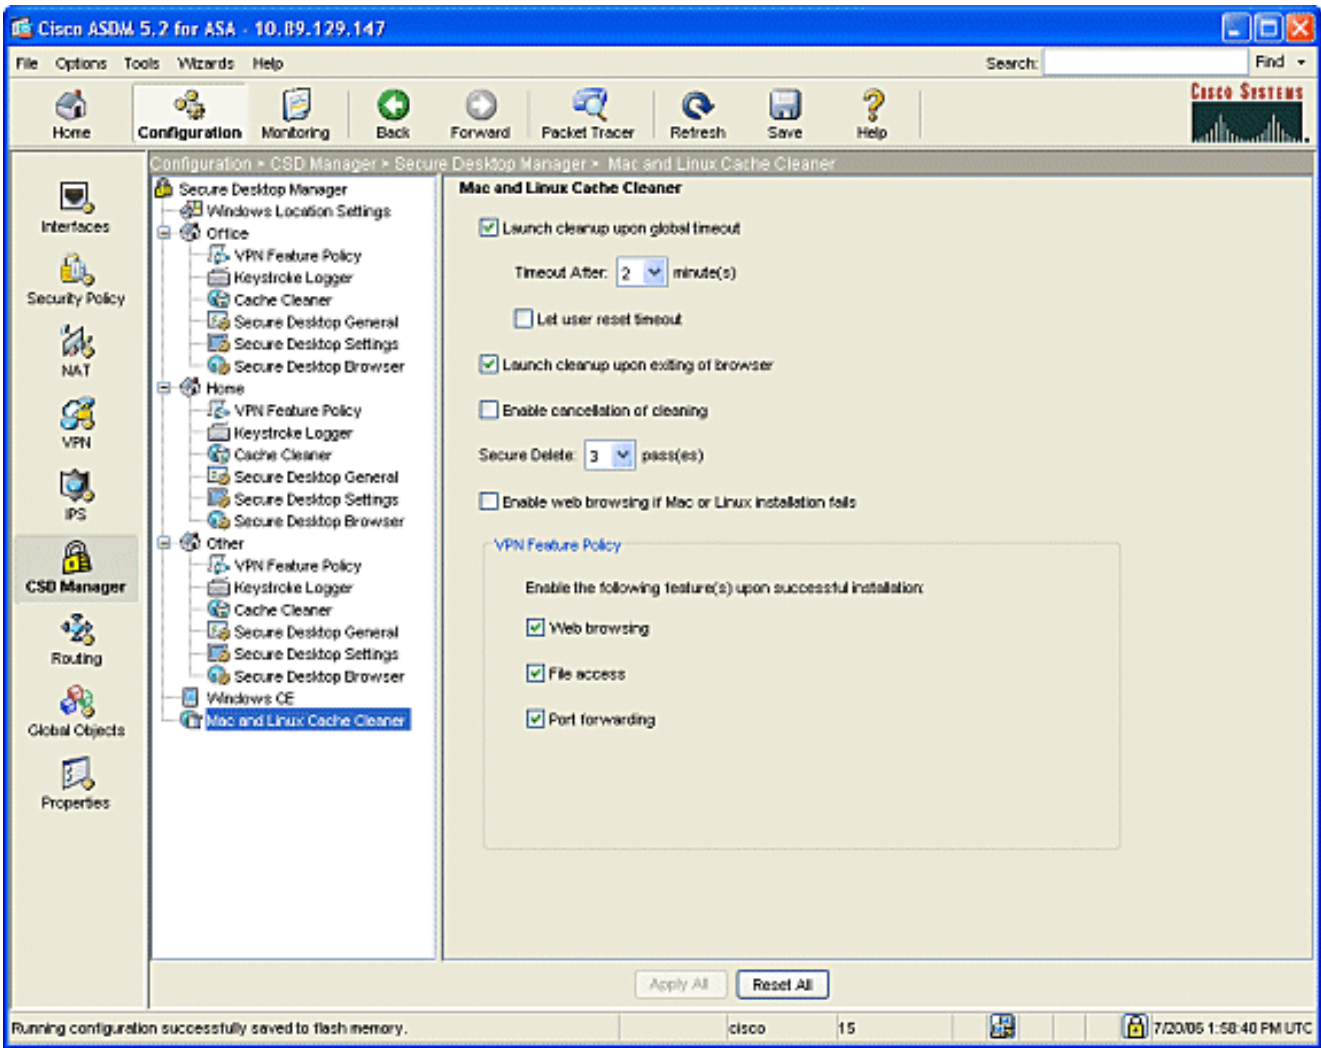 Cisco ASDM 5.2 for ASA - 10.89.129.147
File Options Tools Wizards Help Search: Find
Home Configuration Monitoring Back Forward Packet Tracer Refresh Save Help
CISCO SYSTEMS
Configuration > CSD Manager > Secure Desktop Manager > Mac and Linux Cache Cleaner
Interfaces
Security Policy
NAT
VPN
IPS
CSD Manager
Routing
Global Objects
Properties
Secure Desktop Manager
Windows Location Settings
Office
VPN Feature Policy
Keystroke Logger
Cache Cleaner
Secure Desktop General
Secure Desktop Settings
Secure Desktop Browser
Home
VPN Feature Policy
Keystroke Logger
Cache Cleaner
Secure Desktop General
Secure Desktop Settings
Secure Desktop Browser
Other
VPN Feature Policy
Keystroke Logger
Cache Cleaner
Secure Desktop General
Secure Desktop Settings
Secure Desktop Browser
Windows CE
Mac and Linux Cache Cleaner
Mac and Linux Cache Cleaner
Launch cleanup upon global timeout
Timeout After: 2 minute(s)
Let user reset timeout
Launch cleanup upon exiting of browser
Enable cancellation of cleaning
Secure Delete: 3 pass(es)
Enable web browsing if Mac or Linux installation fails
VPN Feature Policy
Enable the following feature(s) upon successful installation:
Web browsing
File access
Port forwarding
Apply All Reset All
Running configuration successfully saved to flash memory. cisco 15 7/20/06 1:58:48 PM UTC